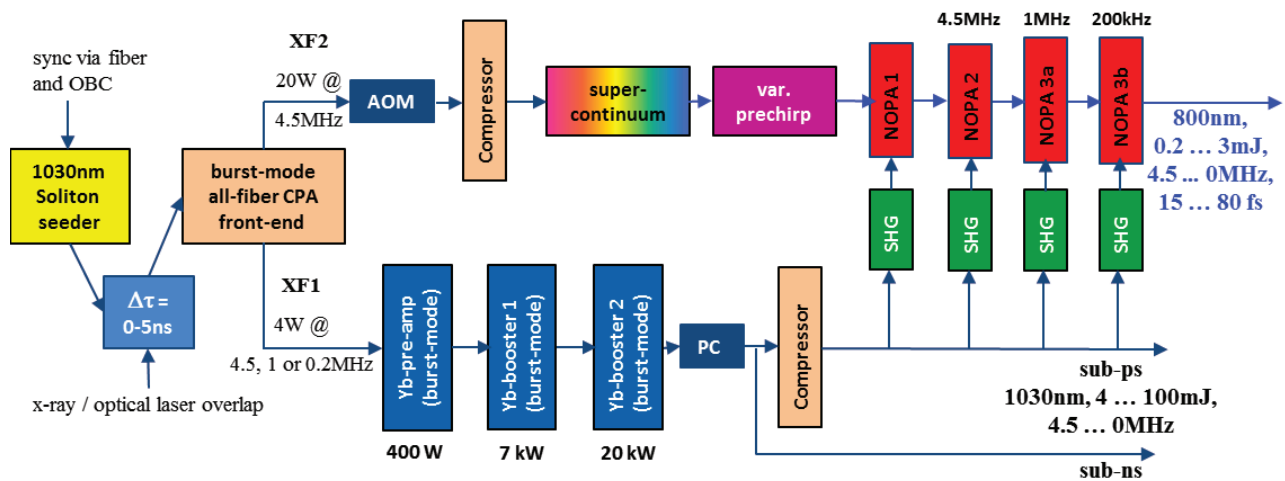 sync via fiber
and OBC
1030nm
Soliton
seeder
Δτ =
0-5ns
x-ray / optical laser overlap
burst-mode
all-fiber CPA
front-end
XF2
20W @
4.5MHz
AOM
Compressor
super-
continuum
var.
prechirp
NOPA 1
4.5MHz
NOPA 2
1MHz
NOPA 3a
200kHz
NOPA 3b
800nm,
0.2 … 3mJ,
4.5 ... 0MHz,
15 … 80 fs
SHG
SHG
SHG
SHG
XF1
4W @
4.5, 1 or 0.2MHz
Yb-pre-amp
(burst-mode)
400 W
Yb-booster 1
(burst-mode)
7 kW
Yb-booster 2
(burst-mode)
20 kW
PC
Compressor
sub-ps
1030nm, 4 … 100mJ,
4.5 … 0MHz
sub-ns